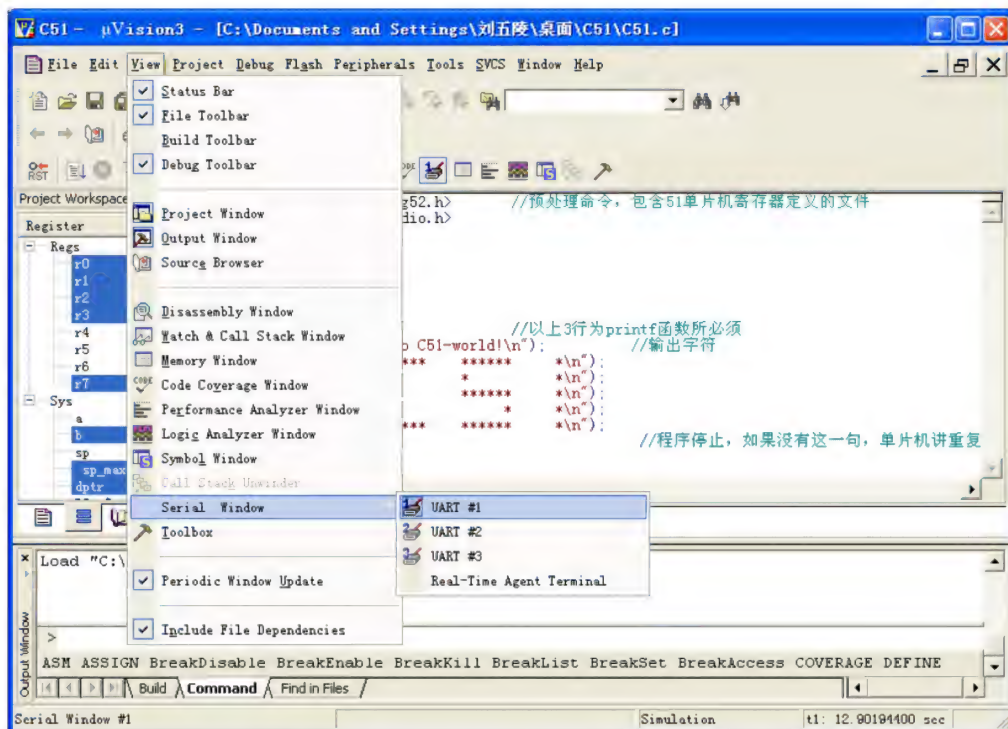 C51 - μVision3 - [C:\Documents and Settings\刘五陵\桌面\C51\C51.c]
File Edit View Project Debug Flash Peripherals Tools SVCS Window Help
Status Bar
File Toolbar
Build Toolbar
Debug Toolbar
Project Window
Output Window
Source Browser
Disassembly Window
Watch & Call Stack Window
Memory Window
CODE Code Coverage Window
Performance Analyzer Window
Logic Analyzer Window
Symbol Window
Call Stack Unwinder
Serial Window
Toolbox
Periodic Window Update
Include File Dependencies
UART #1
UART #2
UART #3
Real-Time Agent Terminal
RST
Project Workspace
Register
Regs
r0
r1
r2
r3
r4
r5
r6
r7
Sys
a
b
sp
sp_max
dptr
g52.h> //预处理命令，包含51单片机寄存器定义的文件
dio.h>
//以上3行为printf函数所必须
o C51-world!\n"); //输出字符
*** ****** *\n");
* *\n");
****** *\n");
* *\n");
*** ****** *\n");
//程序停止，如果没有这一句，单片机讲重复
Load "C:\
>
ASM ASSIGN BreakDisable BreakEnable BreakKill BreakList BreakSet BreakAccess COVERAGE DEFINE
Output Window
Build Command Find in Files
Serial Window #1 Simulation t1: 12.90194400 sec